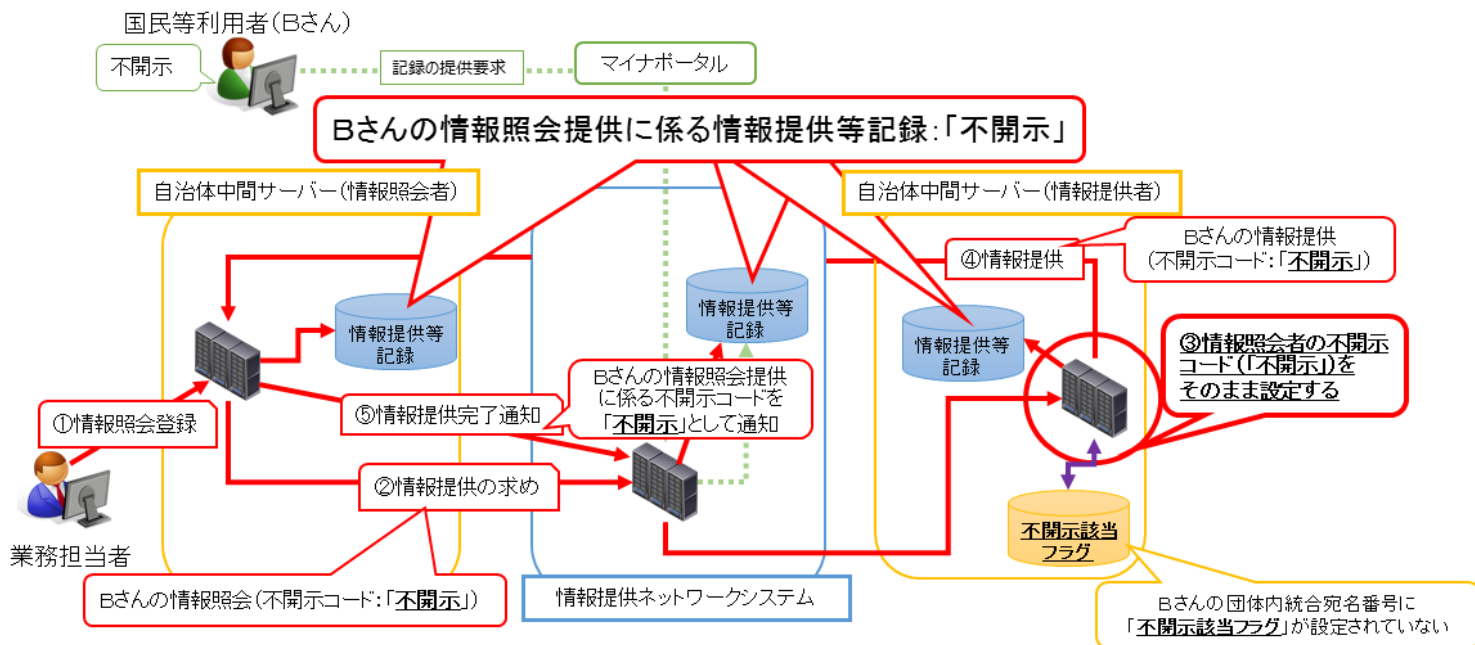 国民等利用者(Bさん)
不開示
記録の提供要求
マイナポータル
Bさんの情報照会提供に係る情報提供等記録:「不開示」
自治体中間サーバー(情報照会者)
自治体中間サーバー(情報提供者)
④情報提供
Bさんの情報提供
(不開示コード:「不開示」)
情報提供等
記録
情報提供等
記録
情報提供等
記録
③情報照会者の不開示
コード(「不開示」)を
そのまま設定する
Bさんの情報照会提供
に係る不開示コードを
「不開示」として通知
①情報照会登録
⑤情報提供完了通知
②情報提供の求め
業務担当者
不開示該当
フラグ
Bさんの情報照会(不開示コード:「不開示」)
情報提供ネットワークシステム
Bさんの団体内統合宛名番号に
「不開示該当フラグ」が設定されていない